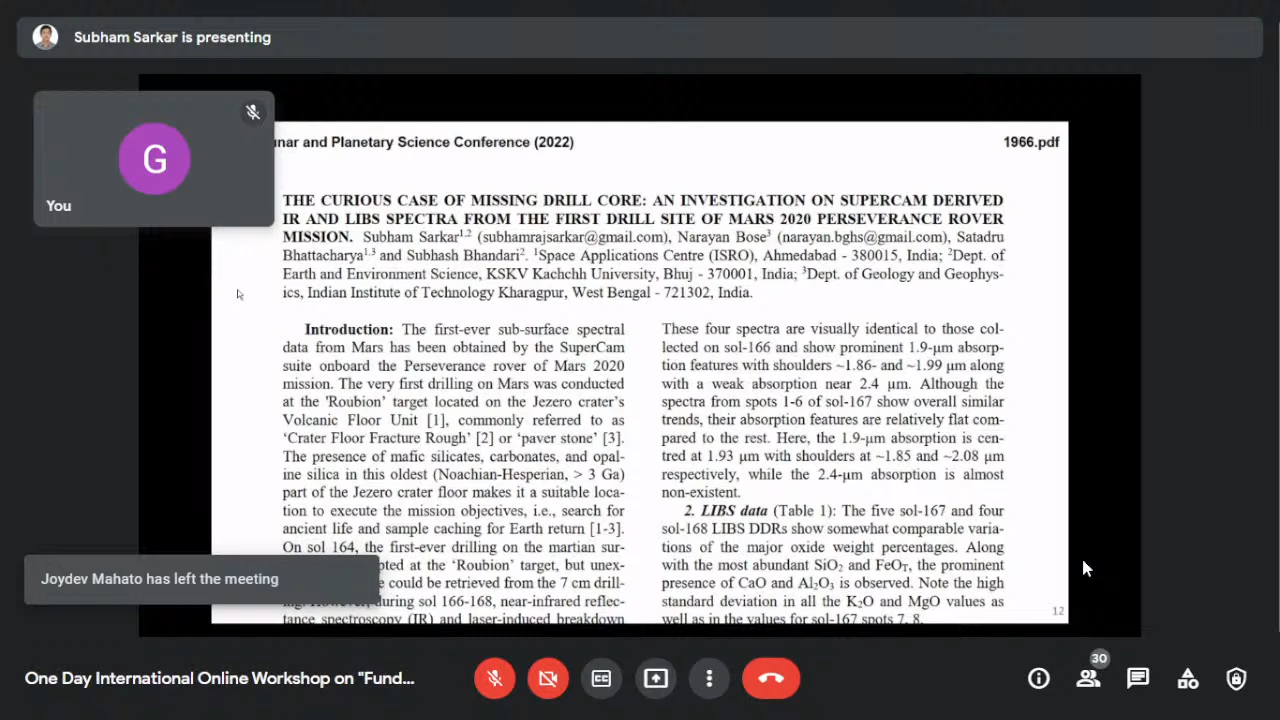 Subham Sarkar is presenting
G
You
nar and Planetary Science Conference (2022)
1966.pdf
THE CURIOUS CASE OF MISSING DRILL CORE: AN INVESTIGATION ON SUPERCAM DERIVED
IR AND LIBS SPECTRA FROM THE FIRST DRILL SITE OF MARS 2020 PERSEVERANCE ROVER
MISSION. Subham Sarkar1,2 (subhamrajsarkar@gmail.com), Narayan Bose3 (narayan.bghs@gmail.com), Satadru
Bhattacharya1,3 and Subhash Bhandari2. 1Space Applications Centre (ISRO), Ahmedabad - 380015, India; 2Dept. of
Earth and Environment Science, KSKV Kachchh University, Bhuj - 370001, India; 3Dept. of Geology and Geophys-
ics, Indian Institute of Technology Kharagpur, West Bengal - 721302, India.
Introduction: The first-ever sub-surface spectral
data from Mars has been obtained by the SuperCam
suite onboard the Perseverance rover of Mars 2020
mission. The very first drilling on Mars was conducted
at the 'Roubion' target located on the Jezero crater's
Volcanic Floor Unit [1], commonly referred to as
'Crater Floor Fracture Rough' [2] or 'paver stone' [3].
The presence of mafic silicates, carbonates, and opal-
ine silica in this oldest (Noachian-Hesperian, > 3 Ga)
part of the Jezero crater floor makes it a suitable loca-
tion to execute the mission objectives, i.e., search for
ancient life and sample caching for Earth return [1-3].
On sol 164, the first-ever drilling on the martian sur-
pted at the 'Roubion' target, but unex-
e could be retrieved from the 7 cm drill-
ing. However, during sol 166-168, near-infrared reflec-
tance spectroscopy (IR) and laser-induced breakdown
These four spectra are visually identical to those col-
lected on sol-166 and show prominent 1.9-μm absorp-
tion features with shoulders ~1.86- and ~1.99 μm along
with a weak absorption near 2.4 μm. Although the
spectra from spots 1-6 of sol-167 show overall similar
trends, their absorption features are relatively flat com-
pared to the rest. Here, the 1.9-μm absorption is cen-
tred at 1.93 μm with shoulders at ~1.85 and ~2.08 μm
respectively, while the 2.4-μm absorption is almost
non-existent.
2. LIBS data (Table 1): The five sol-167 and four
sol-168 LIBS DDRs show somewhat comparable varia-
tions of the major oxide weight percentages. Along
with the most abundant SiO2 and FeOT, the prominent
presence of CaO and Al2O3 is observed. Note the high
standard deviation in all the K2O and MgO values as
well as in the values for sol-167 spots 7, 8.
12
Joydev Mahato has left the meeting
One Day International Online Workshop on "Fund...
30